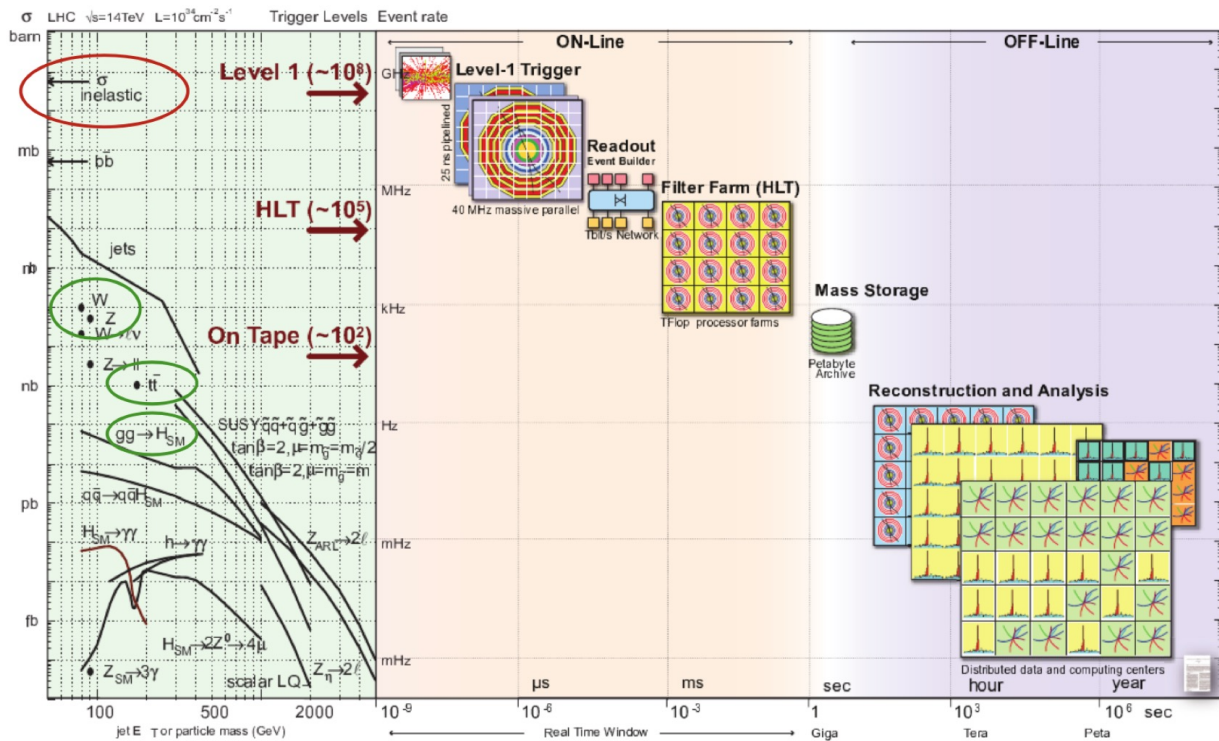 σ LHC √s=14TeV L=10³⁴cm⁻²s⁻¹ Trigger Levels Event rate
barn
ON-Line
OFF-Line
Level 1 (~10⁸)
GHz
Level-1 Trigger
σ
inelastic
25 ns pipelined
Readout
Event Builder
mb
bb̄
Filter Farm (HLT)
MHz
40 MHz massive parallel
HLT (~10⁵)
Tbit/s Network
jets
nb
Mass Storage
W
kHz
TFlop processor farms
Z
W→ℓν
On Tape (~10²)
Z→ll
Petabyte
Archive
nb
tt̄
Reconstruction and Analysis
gg→H_SM
SUSY q̃q̃+q̃g̃+g̃g̃
Hz
tanβ=2,μ=m_g̃=m_q̃/2
tanβ=2,μ=m_g̃=m
qq̄→qq̄H_SM
pb
H_SM→γγ
h→γγ
Z_ARL→2ℓ
mHz
fb
H_SM→2Z⁰→4μ
mHz
Z_SM→3γ
scalar LQ
Z_η→2ℓ
Distributed data and computing centers
μs
ms
sec
hour
year
100
500
2000
10⁻⁹
10⁻⁶
10⁻³
1
10³
10⁶ sec
jet E T or particle mass (GeV)
Real Time Window
Giga
Tera
Peta